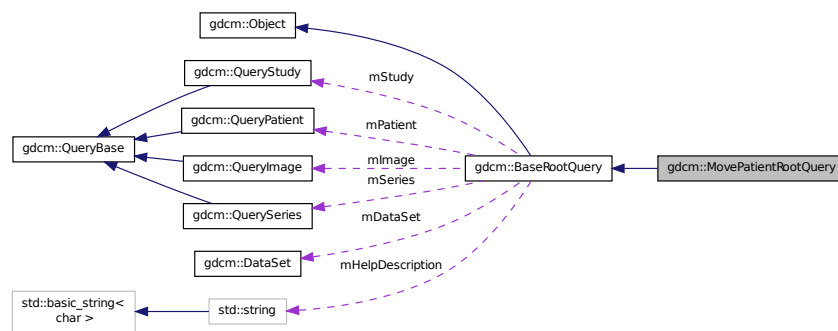 gdcm::Object
gdcm::QueryStudy
mStudy
gdcm::QueryPatient
mPatient
gdcm::QueryBase
gdcm::QueryImage
mImage
gdcm::BaseRootQuery
gdcm::MovePatientRootQuery
mSeries
gdcm::QuerySeries
mDataSet
gdcm::DataSet
mHelpDescription
std::basic_string<
char >
std::string